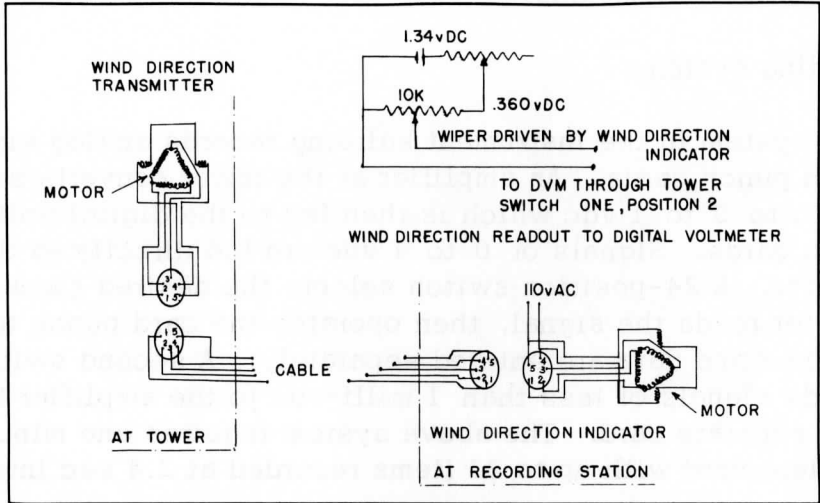 WIND DIRECTION
TRANSMITTER
MOTOR
AT TOWER
CABLE
1.34vDC
10K
.360vDC
WIPER DRIVEN BY WIND DIRECTION
INDICATOR
TO DVM THROUGH TOWER
SWITCH ONE, POSITION 2
WIND DIRECTION READOUT TO DIGITAL VOLTMETER
110vAC
MOTOR
WIND DIRECTION INDICATOR
AT RECORDING STATION